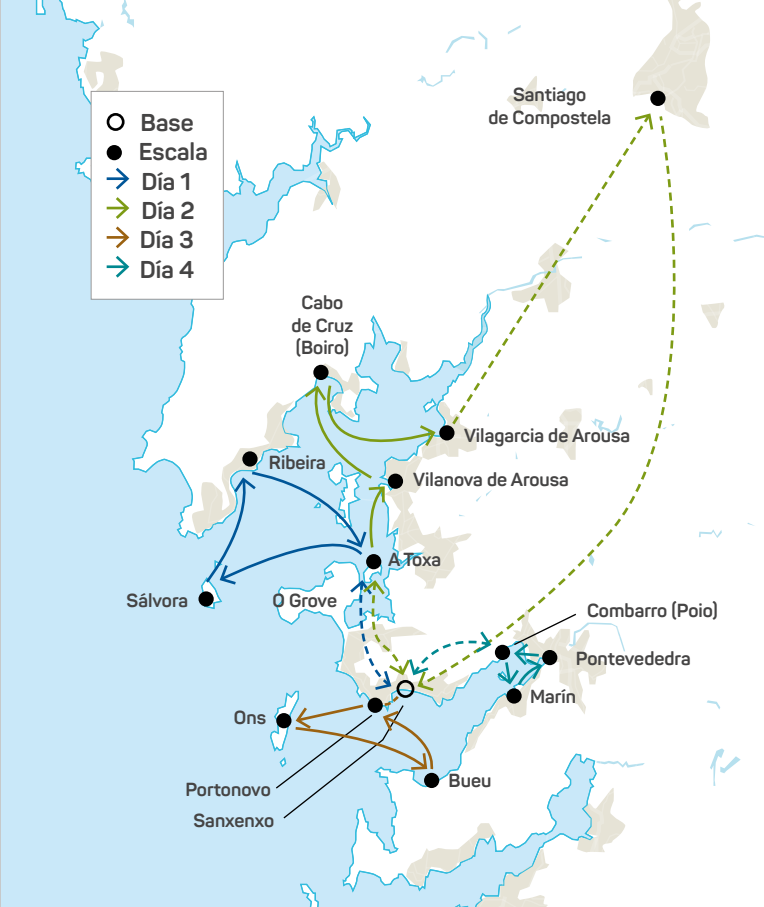 Santiago
de Compostela
Base
Escala
Día 1
Día 2
Día 3
Día 4
Cabo
de Cruz
(Boiro)
Vilagarcia de Arousa
Ribeira
Vilanova de Arousa
A Toxa
Sálvora
O Grove
Combarro (Poio)
Pontevededra
Marín
Ons
Bueu
Portonovo
Sanxenxo